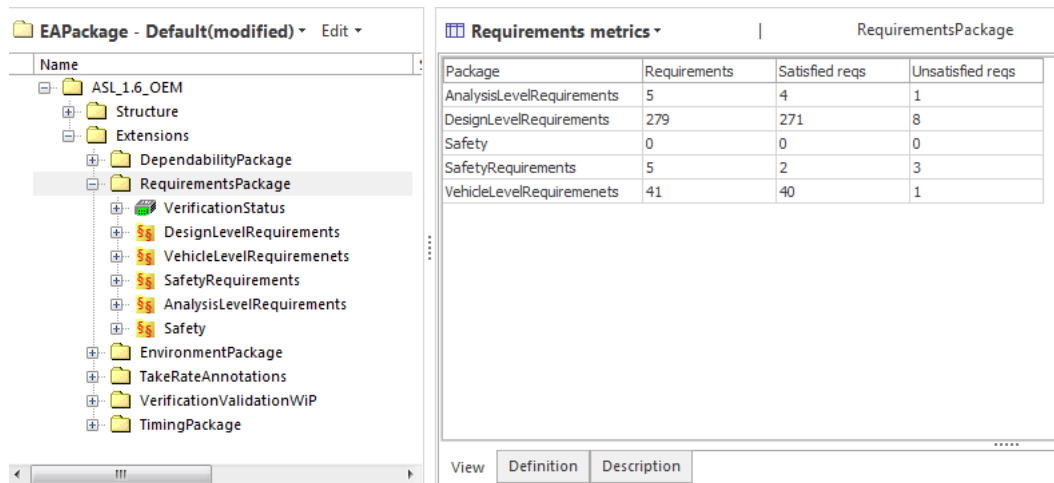 EAPackage - Default(modified) Edit
Name
ASL_1.6_OEM
Structure
Extensions
DependabilityPackage
RequirementsPackage
VerificationStatus
§§ DesignLevelRequirements
§§ VehicleLevelRequiremenets
§§ SafetyRequirements
§§ AnalysisLevelRequirements
§§ Safety
EnvironmentPackage
TakeRateAnnotations
VerificationValidationWiP
TimingPackage
Requirements metrics | RequirementsPackage
Package Requirements Satisfied reqs Unsatisfied reqs
AnalysisLevelRequirements 5 4 1
DesignLevelRequirements 279 271 8
Safety 0 0 0
SafetyRequirements 5 2 3
VehicleLevelRequiremenets 41 40 1
View Definition Description